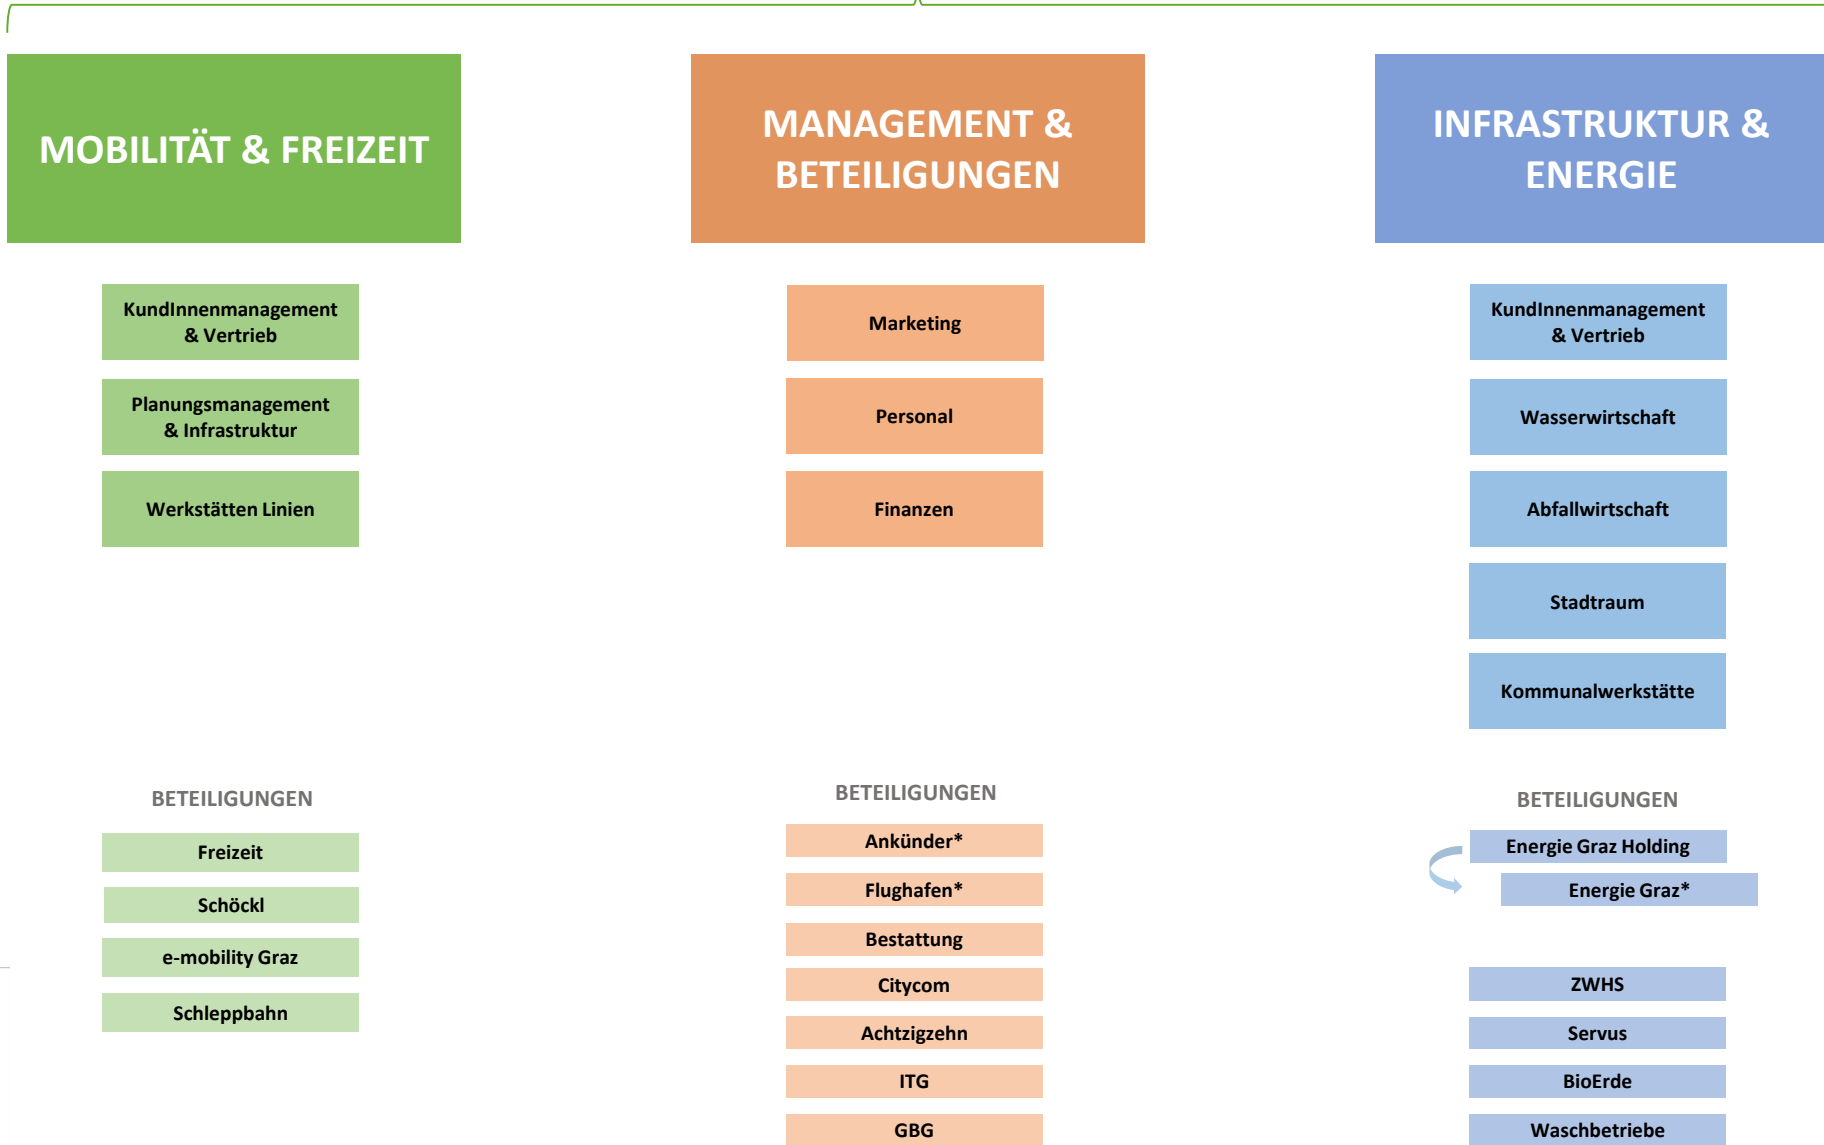 MOBILITÄT & FREIZEIT
KundInnenmanagement
& Vertrieb
Planungsmanagement
& Infrastruktur
Werkstätten Linien
BETEILIGUNGEN
Freizeit
Schöckl
e-mobility Graz
Schleppbahn
MANAGEMENT &
BETEILIGUNGEN
Marketing
Personal
Finanzen
BETEILIGUNGEN
Ankünder*
Flughafen*
Bestattung
Citycom
Achtzigzehn
ITG
GBG
INFRASTRUKTUR &
ENERGIE
KundInnenmanagement
& Vertrieb
Wasserwirtschaft
Abfallwirtschaft
Stadtraum
Kommunalwerkstätte
BETEILIGUNGEN
Energie Graz Holding
Energie Graz*
ZWHS
Servus
BioErde
Waschbetriebe